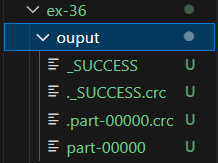 ex-36
ouput
_SUCCESS U
._SUCCESS.crc U
.part-00000.crc U
part-00000 U